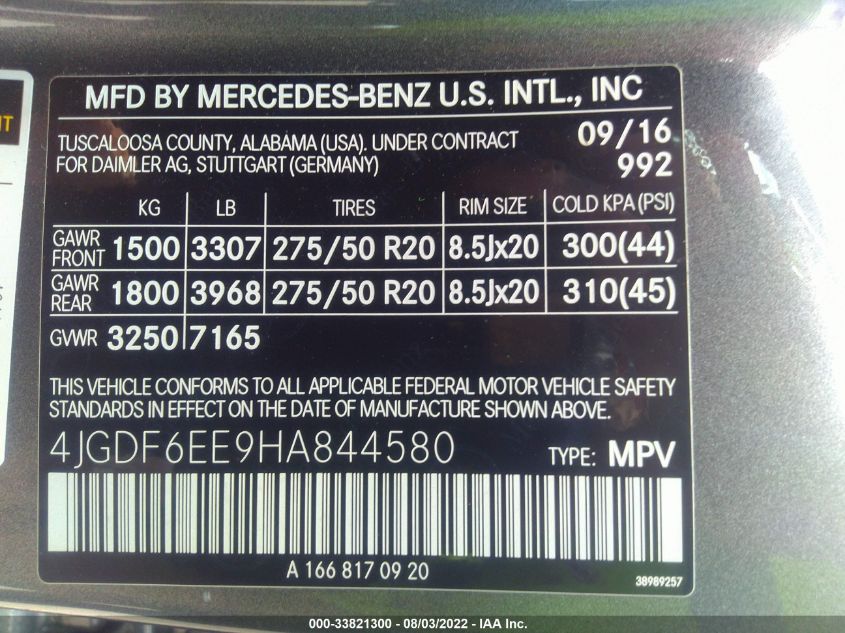 MFD BY MERCEDES-BENZ U.S. INTL., INC
TUSCALOOSA COUNTY, ALABAMA (USA). UNDER CONTRACT 09/16
FOR DAIMLER AG, STUTTGART (GERMANY) 992
KG LB TIRES RIM SIZE COLD KPA (PSI)
GAWR FRONT 1500 3307 275/50 R20 8.5Jx20 300(44)
GAWR REAR 1800 3968 275/50 R20 8.5Jx20 310(45)
GVWR 3250 7165
THIS VEHICLE CONFORMS TO ALL APPLICABLE FEDERAL MOTOR VEHICLE SAFETY
STANDARDS IN EFFECT ON THE DATE OF MANUFACTURE SHOWN ABOVE.
4JGDF6EE9HA844580 TYPE: MPV
A 166 817 09 20
38989257
000-33821300 - 08/03/2022 - IAA Inc.